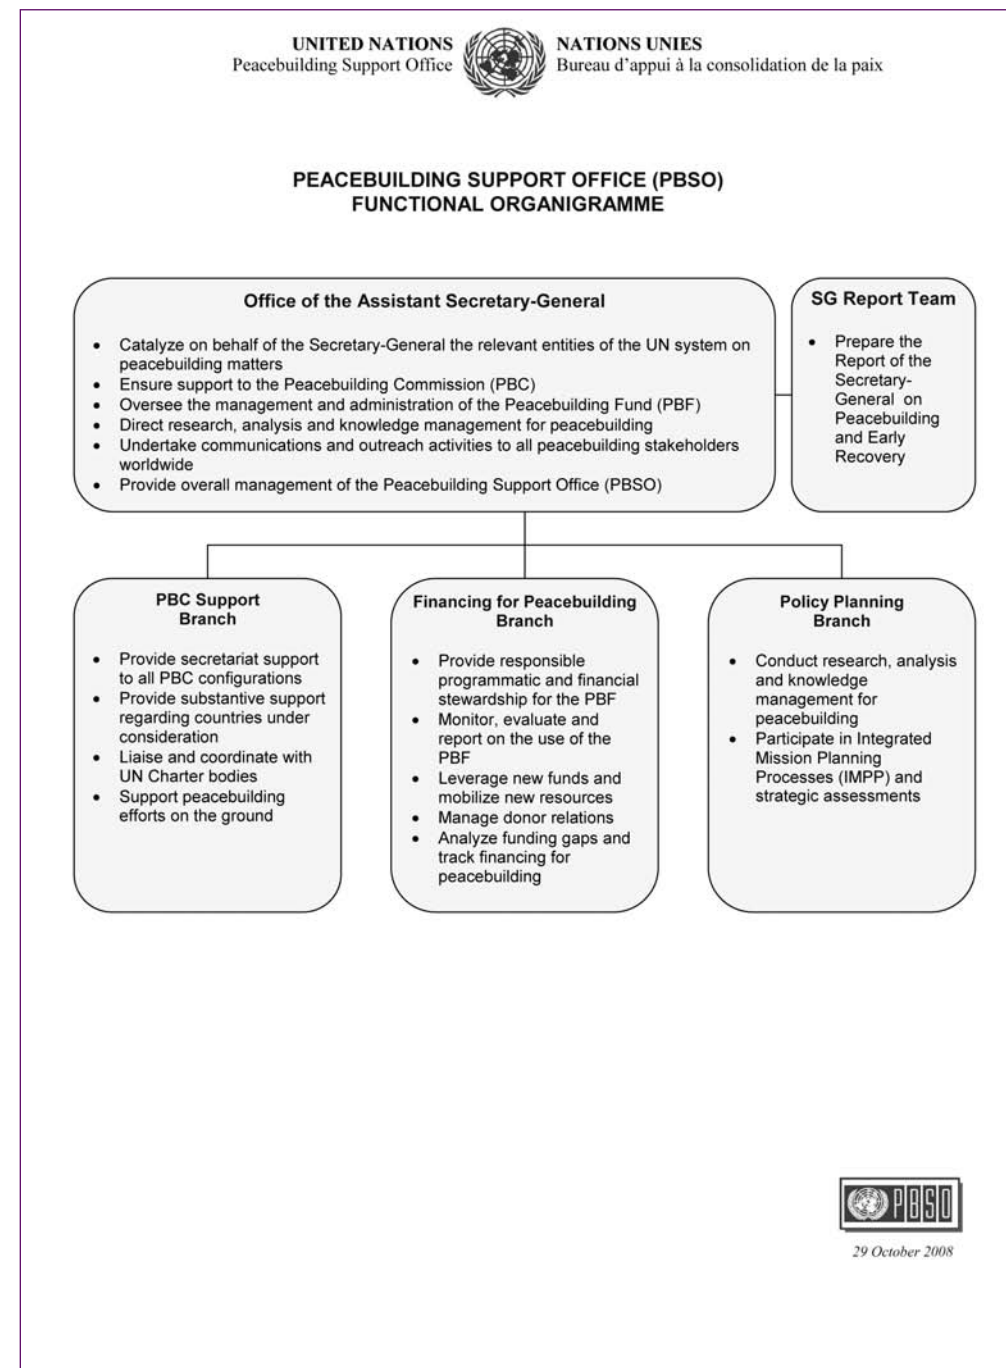 UNITED NATIONS
Peacebuilding Support Office
NATIONS UNIES
Bureau d'appui à la consolidation de la paix
PEACEBUILDING SUPPORT OFFICE (PBSO)
FUNCTIONAL ORGANIGRAMME
Office of the Assistant Secretary-General
• Catalyze on behalf of the Secretary-General the relevant entities of the UN system on
peacebuilding matters
• Ensure support to the Peacebuilding Commission (PBC)
• Oversee the management and administration of the Peacebuilding Fund (PBF)
• Direct research, analysis and knowledge management for peacebuilding
• Undertake communications and outreach activities to all peacebuilding stakeholders
worldwide
• Provide overall management of the Peacebuilding Support Office (PBSO)
SG Report Team
• Prepare the
Report of the
Secretary-
General on
Peacebuilding
and Early
Recovery
PBC Support
Branch
• Provide secretariat support
to all PBC configurations
• Provide substantive support
regarding countries under
consideration
• Liaise and coordinate with
UN Charter bodies
• Support peacebuilding
efforts on the ground
Financing for Peacebuilding
Branch
• Provide responsible
programmatic and financial
stewardship for the PBF
• Monitor, evaluate and
report on the use of the
PBF
• Leverage new funds and
mobilize new resources
• Manage donor relations
• Analyze funding gaps and
track financing for
peacebuilding
Policy Planning
Branch
• Conduct research, analysis
and knowledge
management for
peacebuilding
• Participate in Integrated
Mission Planning
Processes (IMPP) and
strategic assessments
PBSO
29 October 2008